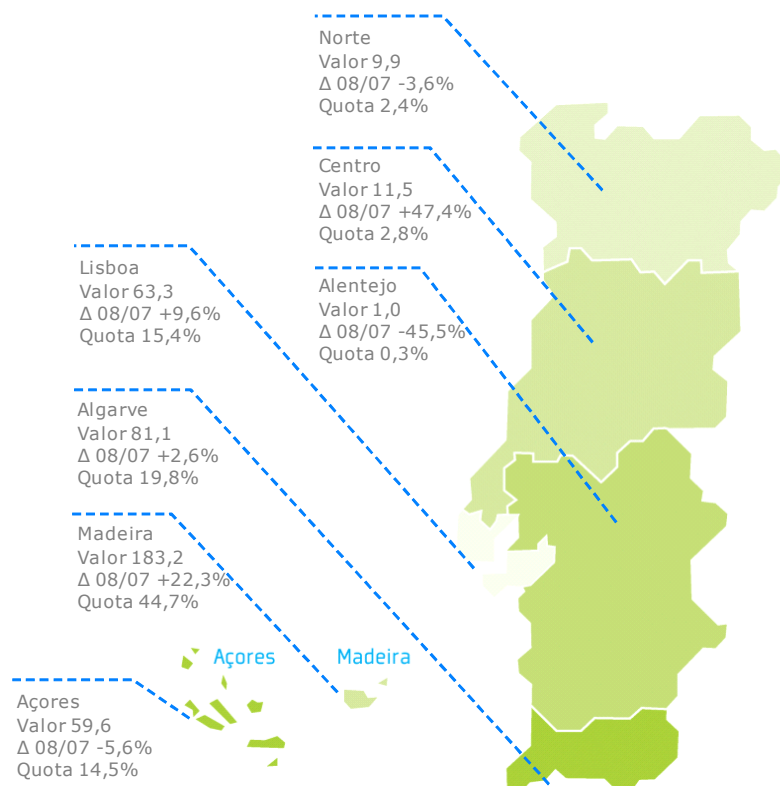 Norte
Valor 9,9
Δ 08/07 -3,6%
Quota 2,4%
Centro
Valor 11,5
Δ 08/07 +47,4%
Quota 2,8%
Lisboa
Valor 63,3
Δ 08/07 +9,6%
Quota 15,4%
Alentejo
Valor 1,0
Δ 08/07 -45,5%
Quota 0,3%
Algarve
Valor 81,1
Δ 08/07 +2,6%
Quota 19,8%
Madeira
Valor 183,2
Δ 08/07 +22,3%
Quota 44,7%
Açores
Madeira
Açores
Valor 59,6
Δ 08/07 -5,6%
Quota 14,5%